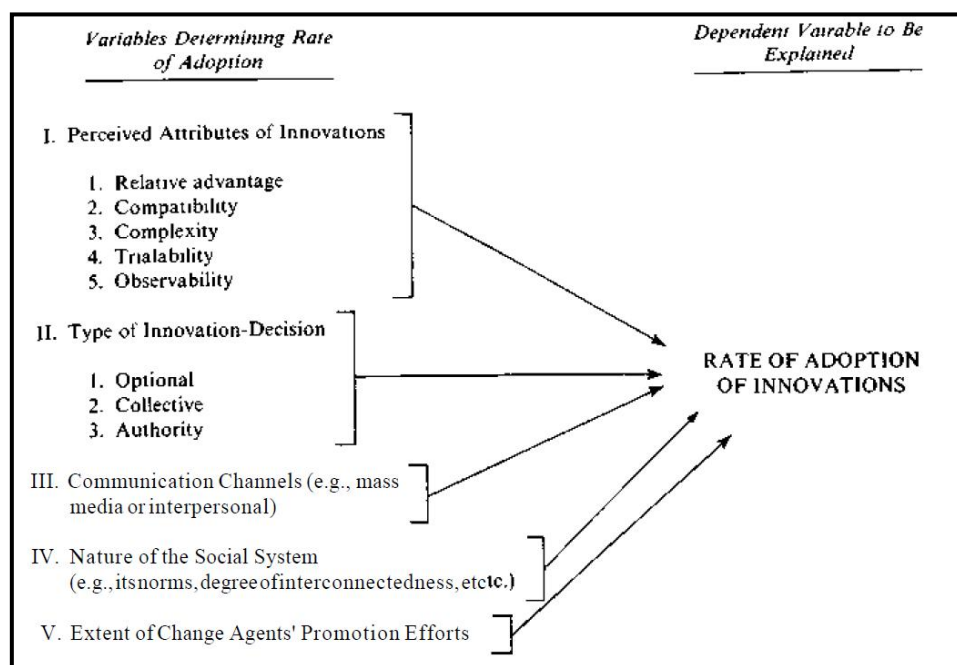 Variables Determining Rate
of Adoption
Dependent Vairable to Be
Explained
I. Perceived Attributes of Innovations
1. Relative advantage
2. Compatibility
3. Complexity
4. Trialability
5. Observability
II. Type of Innovation-Decision
1. Optional
2. Collective
3. Authority
RATE OF ADOPTION
OF INNOVATIONS
III. Communication Channels (e.g., mass
media or interpersonal)
IV. Nature of the Social System
(e.g., itsnorms, degree of interconnectedness, etctc.)
V. Extent of Change Agents' Promotion Efforts